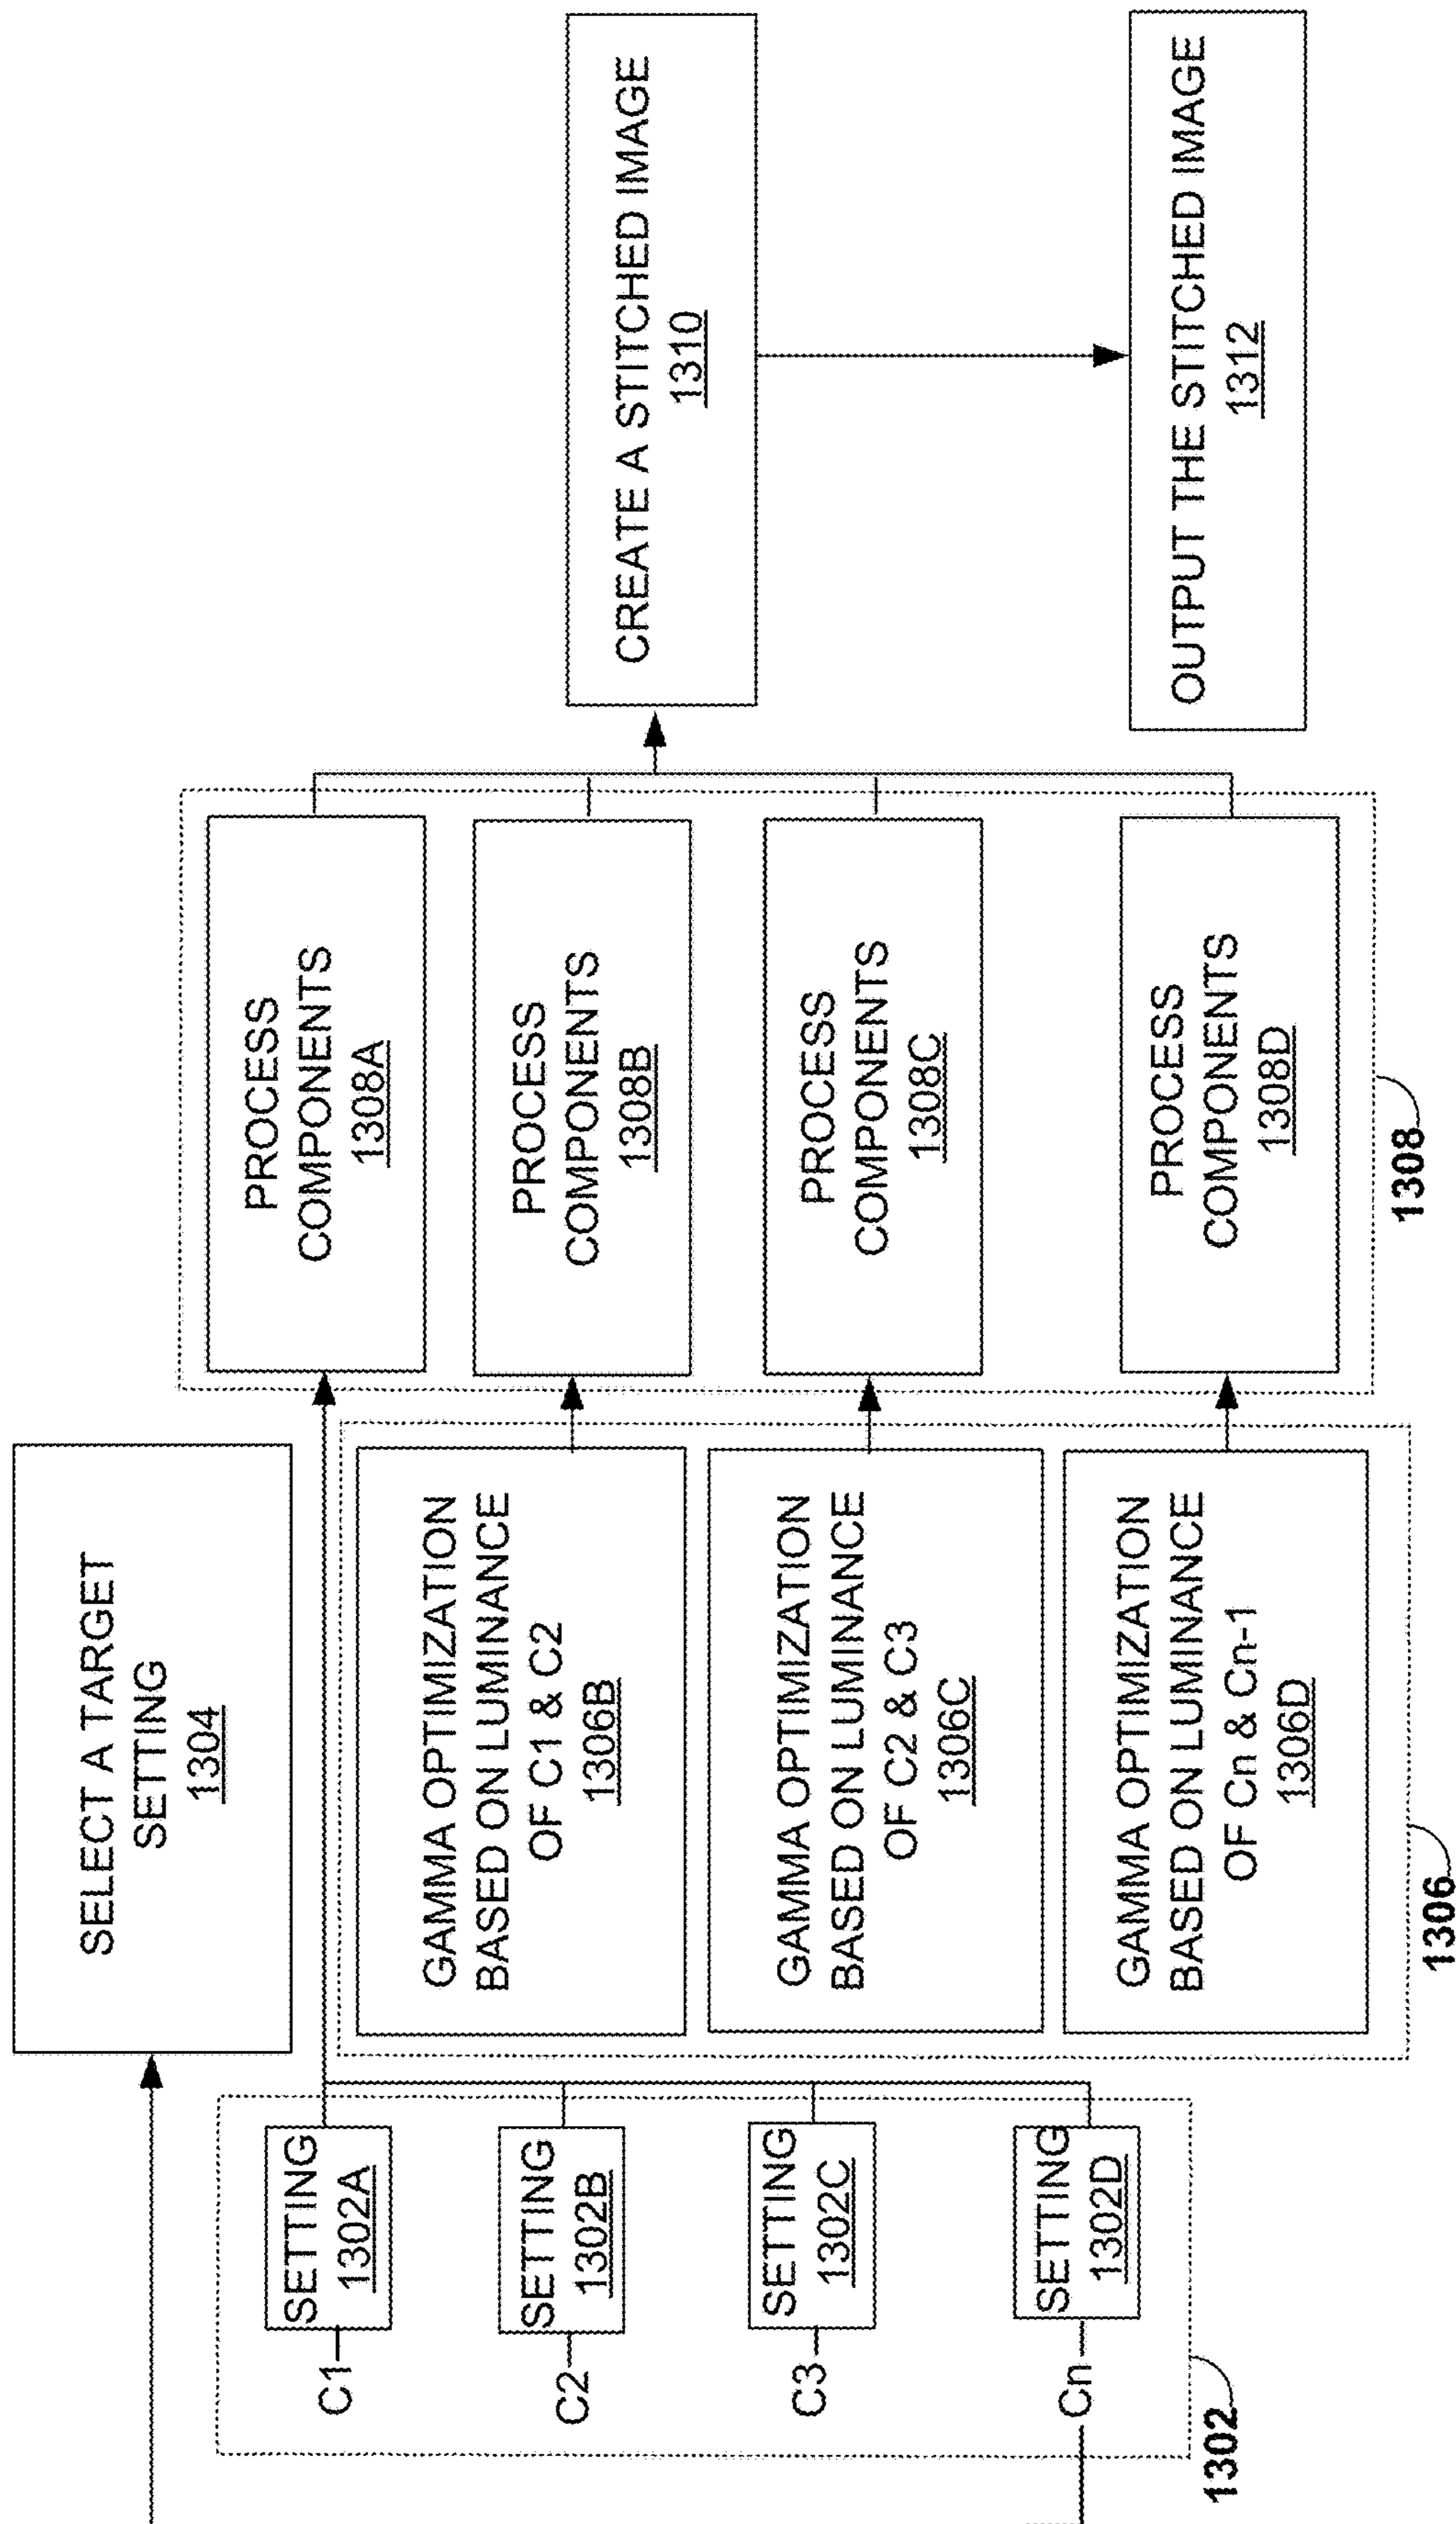 SELECT A TARGET
SETTING
1304
C1
SETTING
1302A
C2
SETTING
1302B
C3
SETTING
1302C
Cn
SETTING
1302D
1302
GAMMA OPTIMIZATION
BASED ON LUMINANCE
OF C1 & C2
1306B
GAMMA OPTIMIZATION
BASED ON LUMINANCE
OF C2 & C3
1306C
GAMMA OPTIMIZATION
BASED ON LUMINANCE
OF Cn & Cn-1
1306D
1306
PROCESS
COMPONENTS
1308A
PROCESS
COMPONENTS
1308B
PROCESS
COMPONENTS
1308C
PROCESS
COMPONENTS
1308D
1308
CREATE A STITCHED IMAGE
1310
OUTPUT THE STITCHED IMAGE
1312